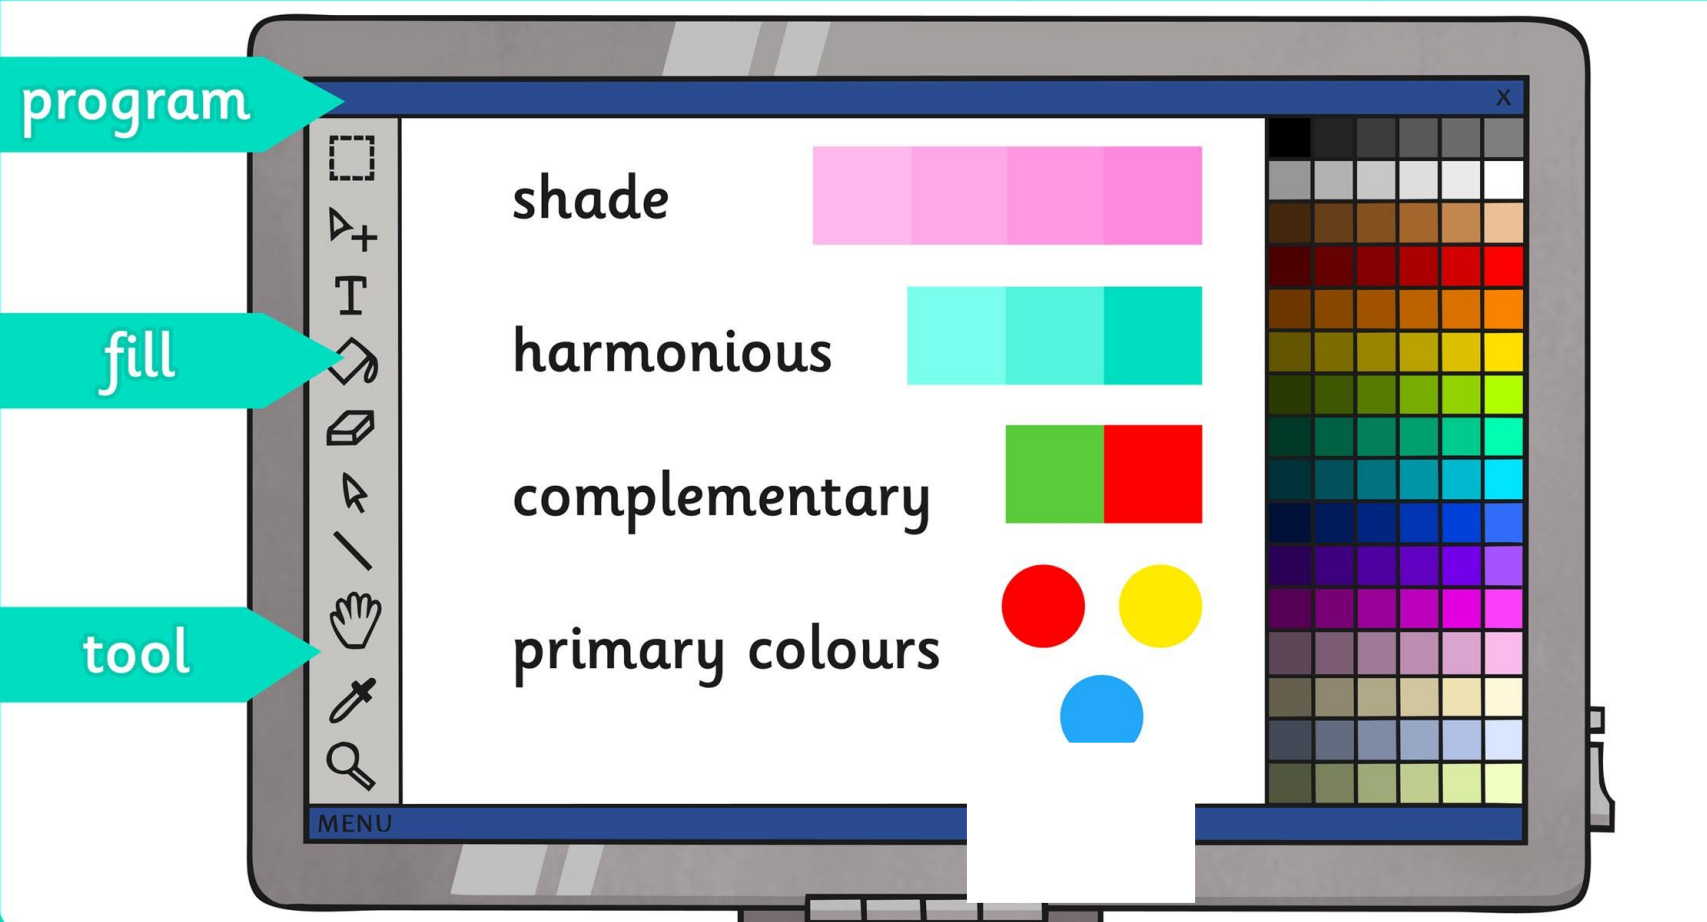 program
X
shade
harmonious
fill
complementary
tool
primary colours
MENU